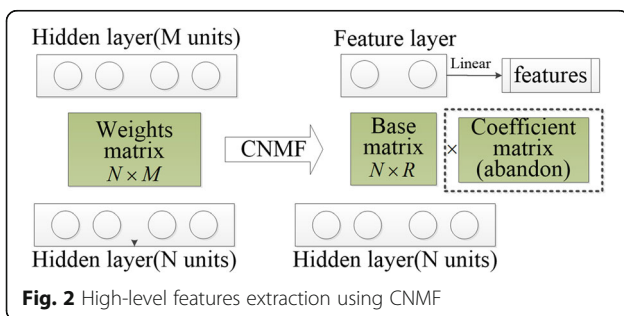 Hidden layer(M units)
Feature layer
Linear
features
Weights
matrix
N × M
CNMF
Base
matrix
N × R
×
Coefficient
matrix
(abandon)
Hidden layer(N units)
Hidden layer(N units)
Fig. 2 High-level features extraction using CNMF